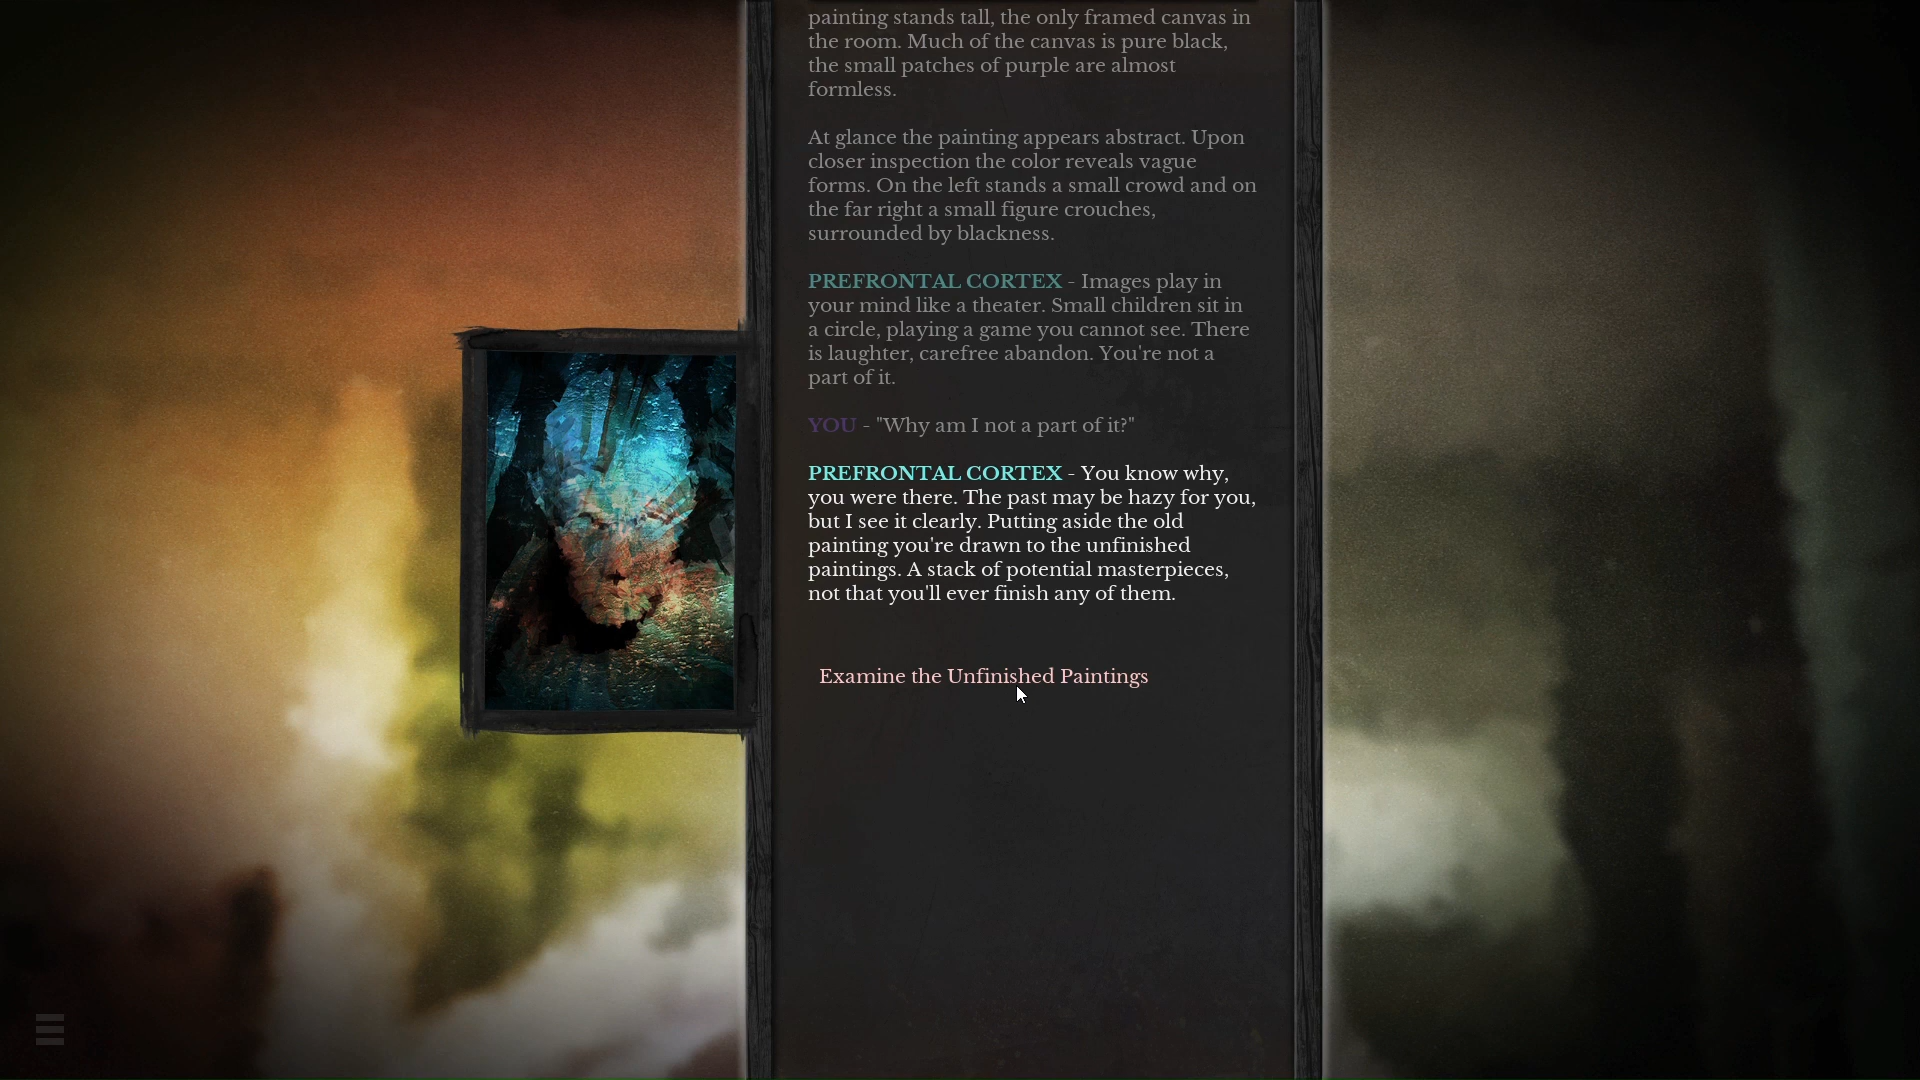 painting stands tall, the only framed canvas in
the room. Much of the canvas is pure black,
the small patches of purple are almost
formless.
At glance the painting appears abstract. Upon
closer inspection the color reveals vague
forms. On the left stands a small crowd and on
the far right a small figure crouches,
surrounded by blackness.
PREFRONTAL CORTEX - Images play in
your mind like a theater. Small children sit in
a circle, playing a game you cannot see. There
is laughter, carefree abandon. You're not a
part of it.
YOU - "Why am I not a part of it?"
PREFRONTAL CORTEX - You know why,
you were there. The past may be hazy for you,
but I see it clearly. Putting aside the old
painting you're drawn to the unfinished
paintings. A stack of potential masterpieces,
not that you'll ever finish any of them.
Examine the Unfinished Paintings